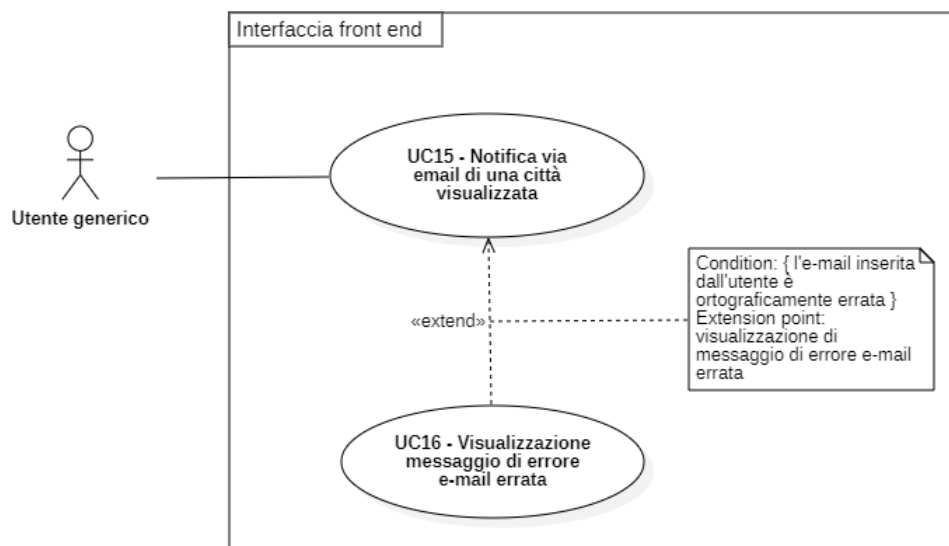 Interfaccia front end
UC15 - Notifica via
email di una città
visualizzata
Utente generico
Condition: { l'e-mail inserita
dall'utente è
ortograficamente errata }
Extension point:
visualizzazione di
messaggio di errore e-mail
errata
«extend»
UC16 - Visualizzazione
messaggio di errore
e-mail errata